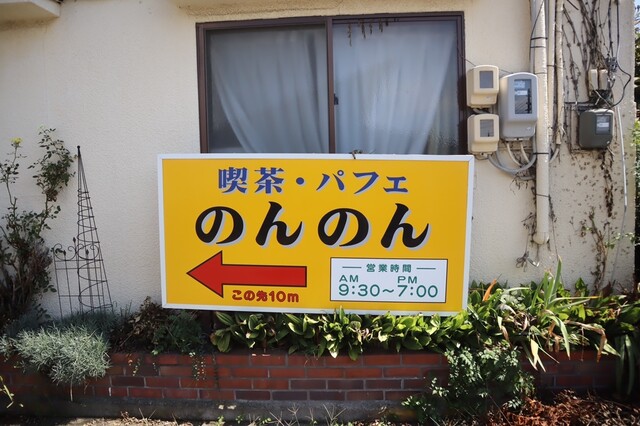 喫茶・パフェ
のんのん
この先10m
営業時間
AM PM
9:30～7:00